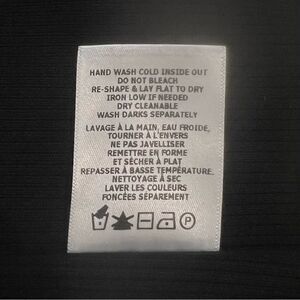 HAND WASH COLD INSIDE OUT
DO NOT BLEACH
RE-SHAPE & LAY FLAT TO DRY
IRON LOW IF NEEDED
DRY CLEANABLE
WASH DARKS SEPARATELY
LAVAGE À LA MAIN, EAU FROIDE,
TOURNER À L'ENVERS
NE PAS JAVELLISER
REMETTRE EN FORME
ET SÉCHER À PLAT
REPASSER À BASSE TEMPÉRATURE.
NETTOYAGE À SEC
LAVER LES COULEURS
FONCÉES SÉPAREMENT
P